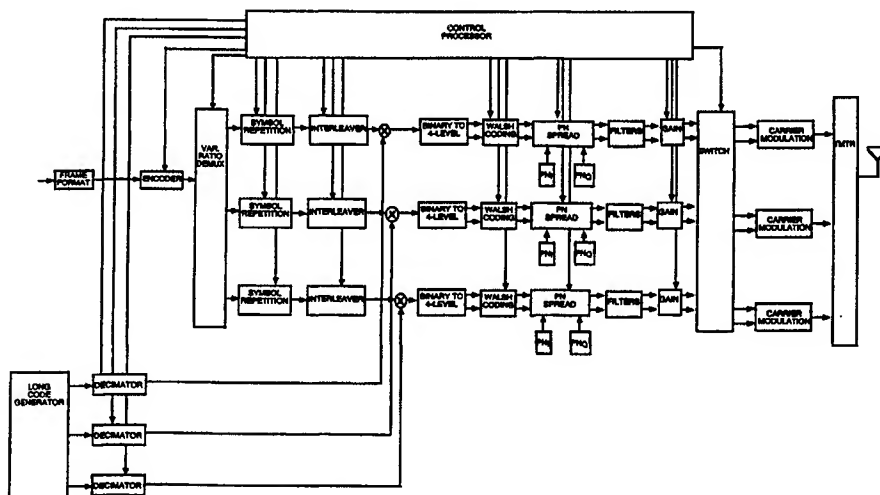 CONTROL
PROCESSOR
SYMBOL
REPETITION
INTERLEAVER
BINARY TO
4-LEVEL
WALSH
CODING
PN
SPREAD
FILTERS
GAIN
CARRIER
MODULATION
TMTR
VAR.
RATIO
DEMUX
SWITCH
FRAME
FORMAT
ENCODER
PNI
PNQ
SYMBOL
REPETITION
INTERLEAVER
BINARY TO
4-LEVEL
WALSH
CODING
PN
SPREAD
FILTERS
GAIN
CARRIER
MODULATION
PNI
PNQ
SYMBOL
REPETITION
INTERLEAVER
BINARY TO
4-LEVEL
WALSH
CODING
PN
SPREAD
FILTERS
GAIN
CARRIER
MODULATION
PNI
PNQ
LONG
CODE
GENERATOR
DECIMATOR
DECIMATOR
DECIMATOR